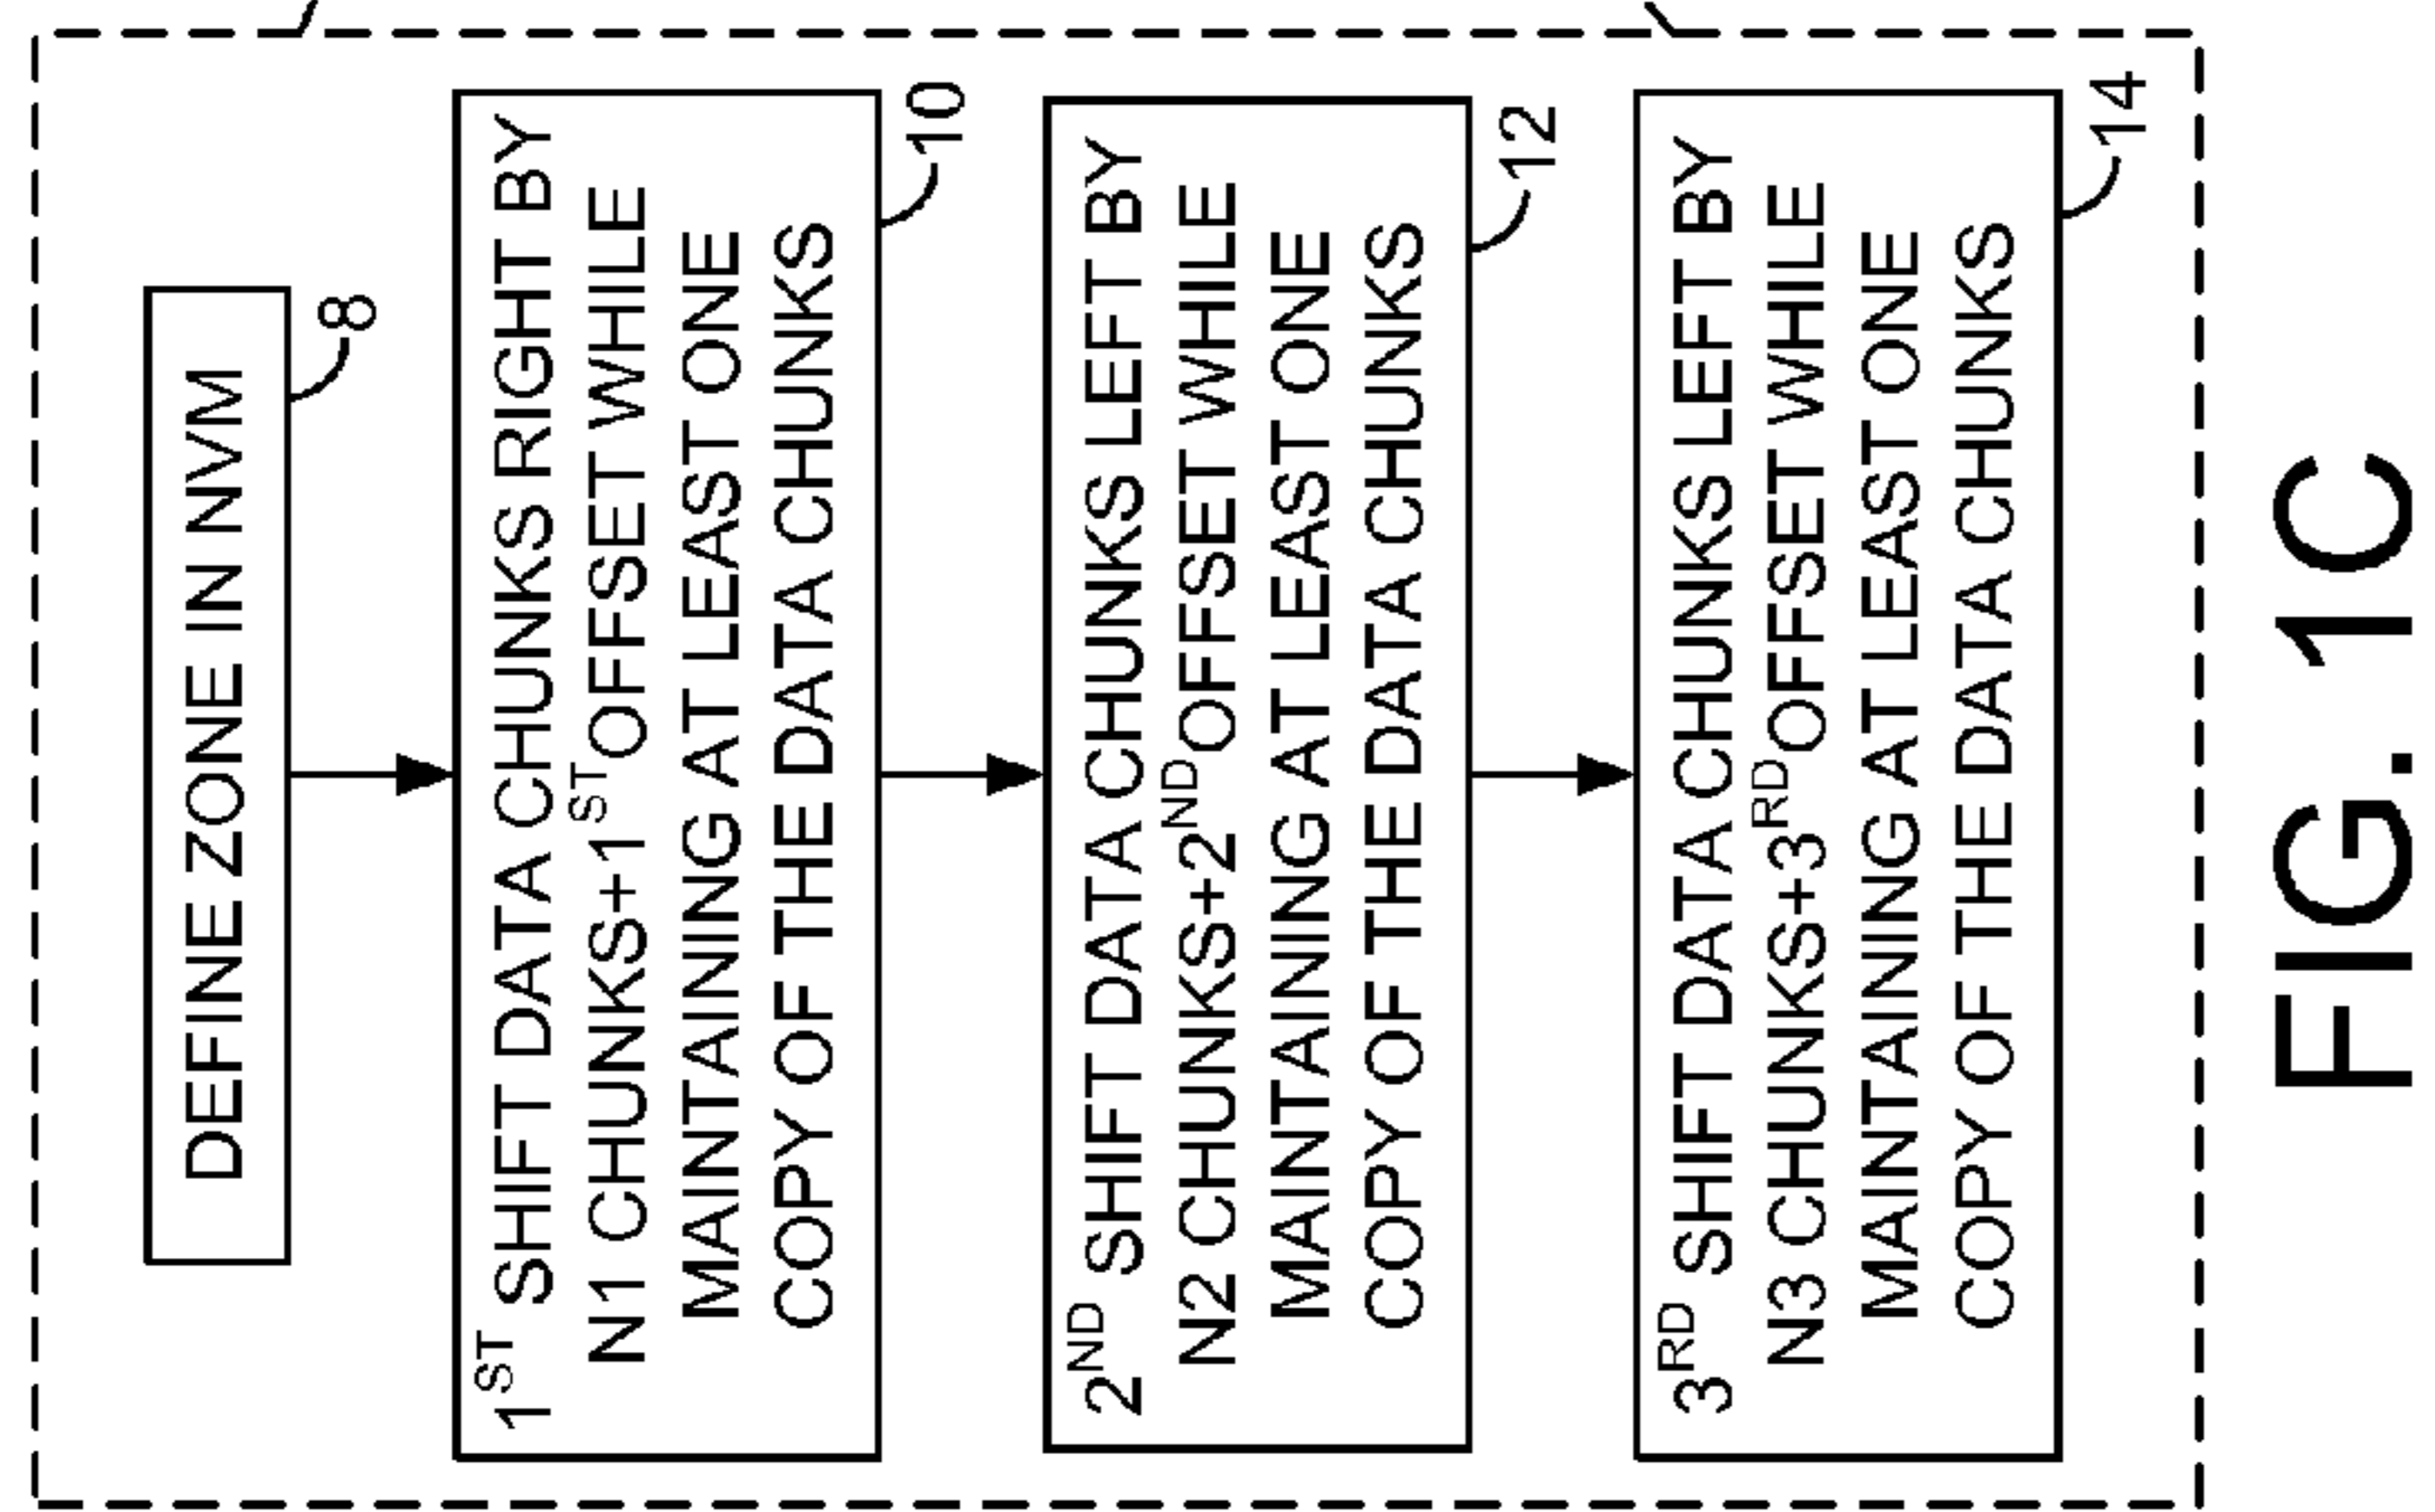 DEFINE ZONE IN NVM
8
1ST SHIFT DATA CHUNKS RIGHT BY
N1 CHUNKS+1ST OFFSET WHILE
MAINTAINING AT LEAST ONE
COPY OF THE DATA CHUNKS
10
2ND SHIFT DATA CHUNKS LEFT BY
N2 CHUNKS+2ND OFFSET WHILE
MAINTAINING AT LEAST ONE
COPY OF THE DATA CHUNKS
12
3RD SHIFT DATA CHUNKS LEFT BY
N3 CHUNKS+3RD OFFSET WHILE
MAINTAINING AT LEAST ONE
COPY OF THE DATA CHUNKS
14
FIG. 1C